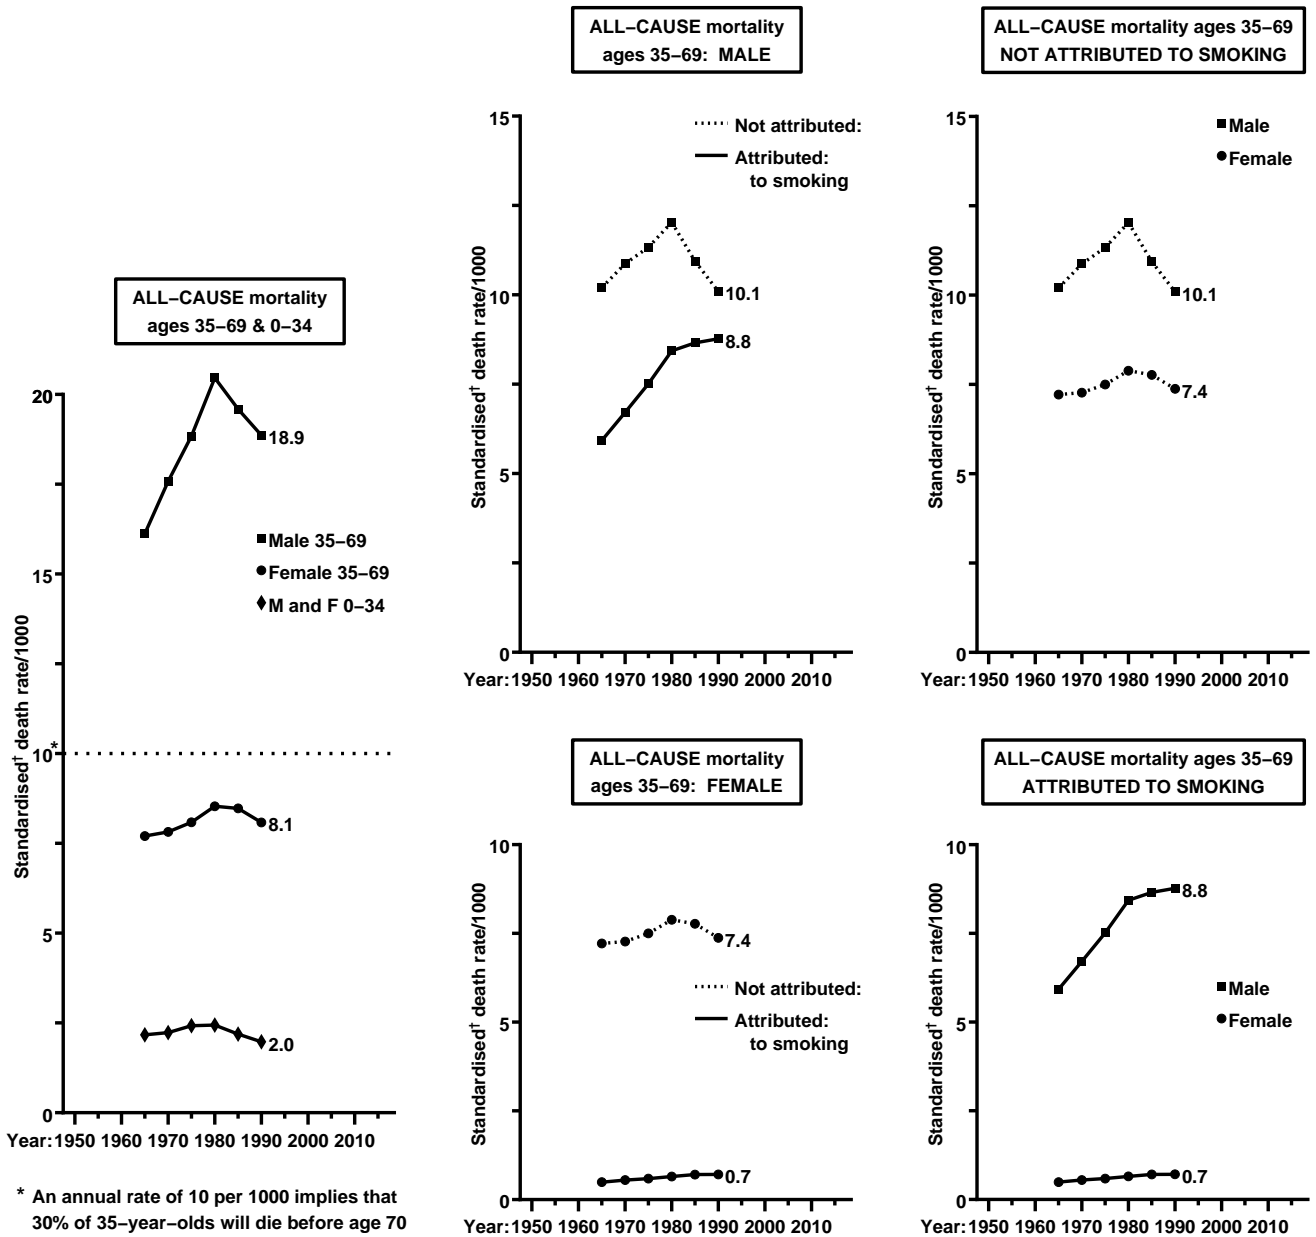 ALL−CAUSE mortality
ages 35−69 & 0−34
Standardised† death rate/1000
20
15
10
*
5
0
18.9
Male 35−69
Female 35−69
M and F 0−34
8.1
2.0
Year: 1950 1960 1970 1980 1990 2000 2010
* An annual rate of 10 per 1000 implies that
30% of 35−year−olds will die before age 70
ALL−CAUSE mortality
ages 35−69: MALE
Standardised† death rate/1000
15
10
5
0
Not attributed:
Attributed:
to smoking
10.1
8.8
Year: 1950 1960 1970 1980 1990 2000 2010
ALL−CAUSE mortality ages 35−69
NOT ATTRIBUTED TO SMOKING
Standardised† death rate/1000
15
10
5
0
Male
Female
10.1
7.4
Year: 1950 1960 1970 1980 1990 2000 2010
ALL−CAUSE mortality
ages 35−69: FEMALE
Standardised† death rate/1000
10
5
0
7.4
Not attributed:
Attributed:
to smoking
0.7
Year: 1950 1960 1970 1980 1990 2000 2010
ALL−CAUSE mortality ages 35−69
ATTRIBUTED TO SMOKING
Standardised† death rate/1000
10
5
0
8.8
Male
Female
0.7
Year: 1950 1960 1970 1980 1990 2000 2010